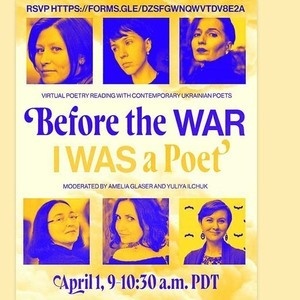 RSVP HTTPS://FORMS.GLE/DZSFGWNQWVTDV8E2A
VIRTUAL POETRY READING WITH CONTEMPORARY UKRAINIAN POETS
Before the WAR
I WAS a Poet
MODERATED BY AMELIA GLASER AND YULIYA ILCHUK
April 1, 9-10:30 a.m. PDT